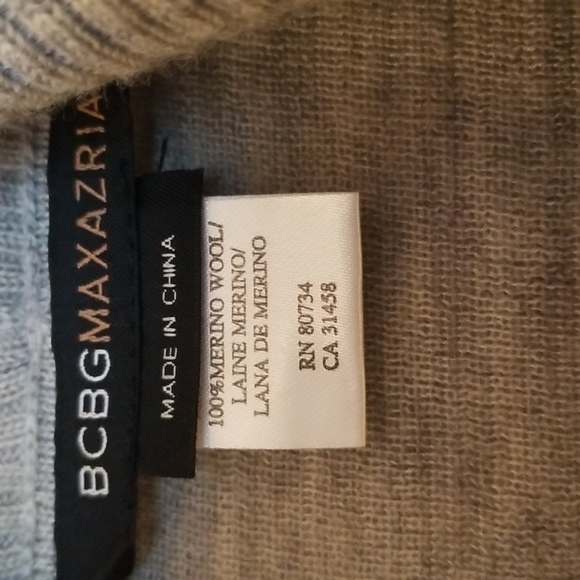 BCBGMAXAZRIA
MADE IN CHINA
100%MERINO WOOL/
LAINE MERINO/
LANA DE MERINO
RN 80734
CA 31458